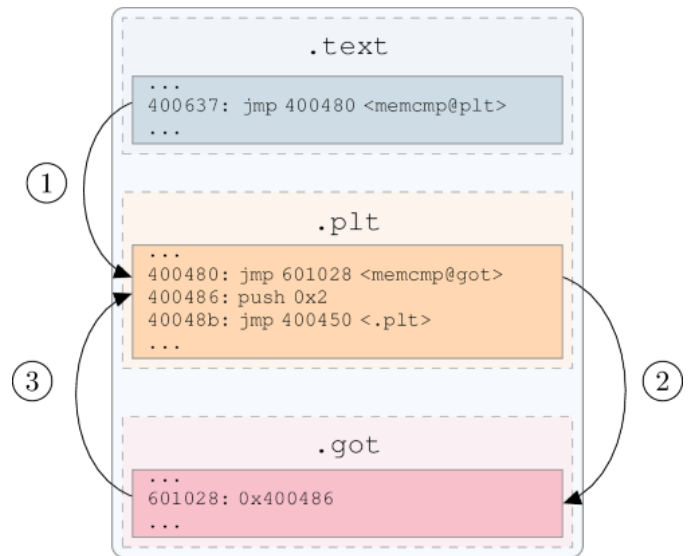 .text
...
400637: jmp 400480 <memcmp@plt>
...
1
.plt
...
400480: jmp 601028 <memcmp@got>
400486: push 0x2
40048b: jmp 400450 <.plt>
...
3
2
.got
...
601028: 0x400486
...